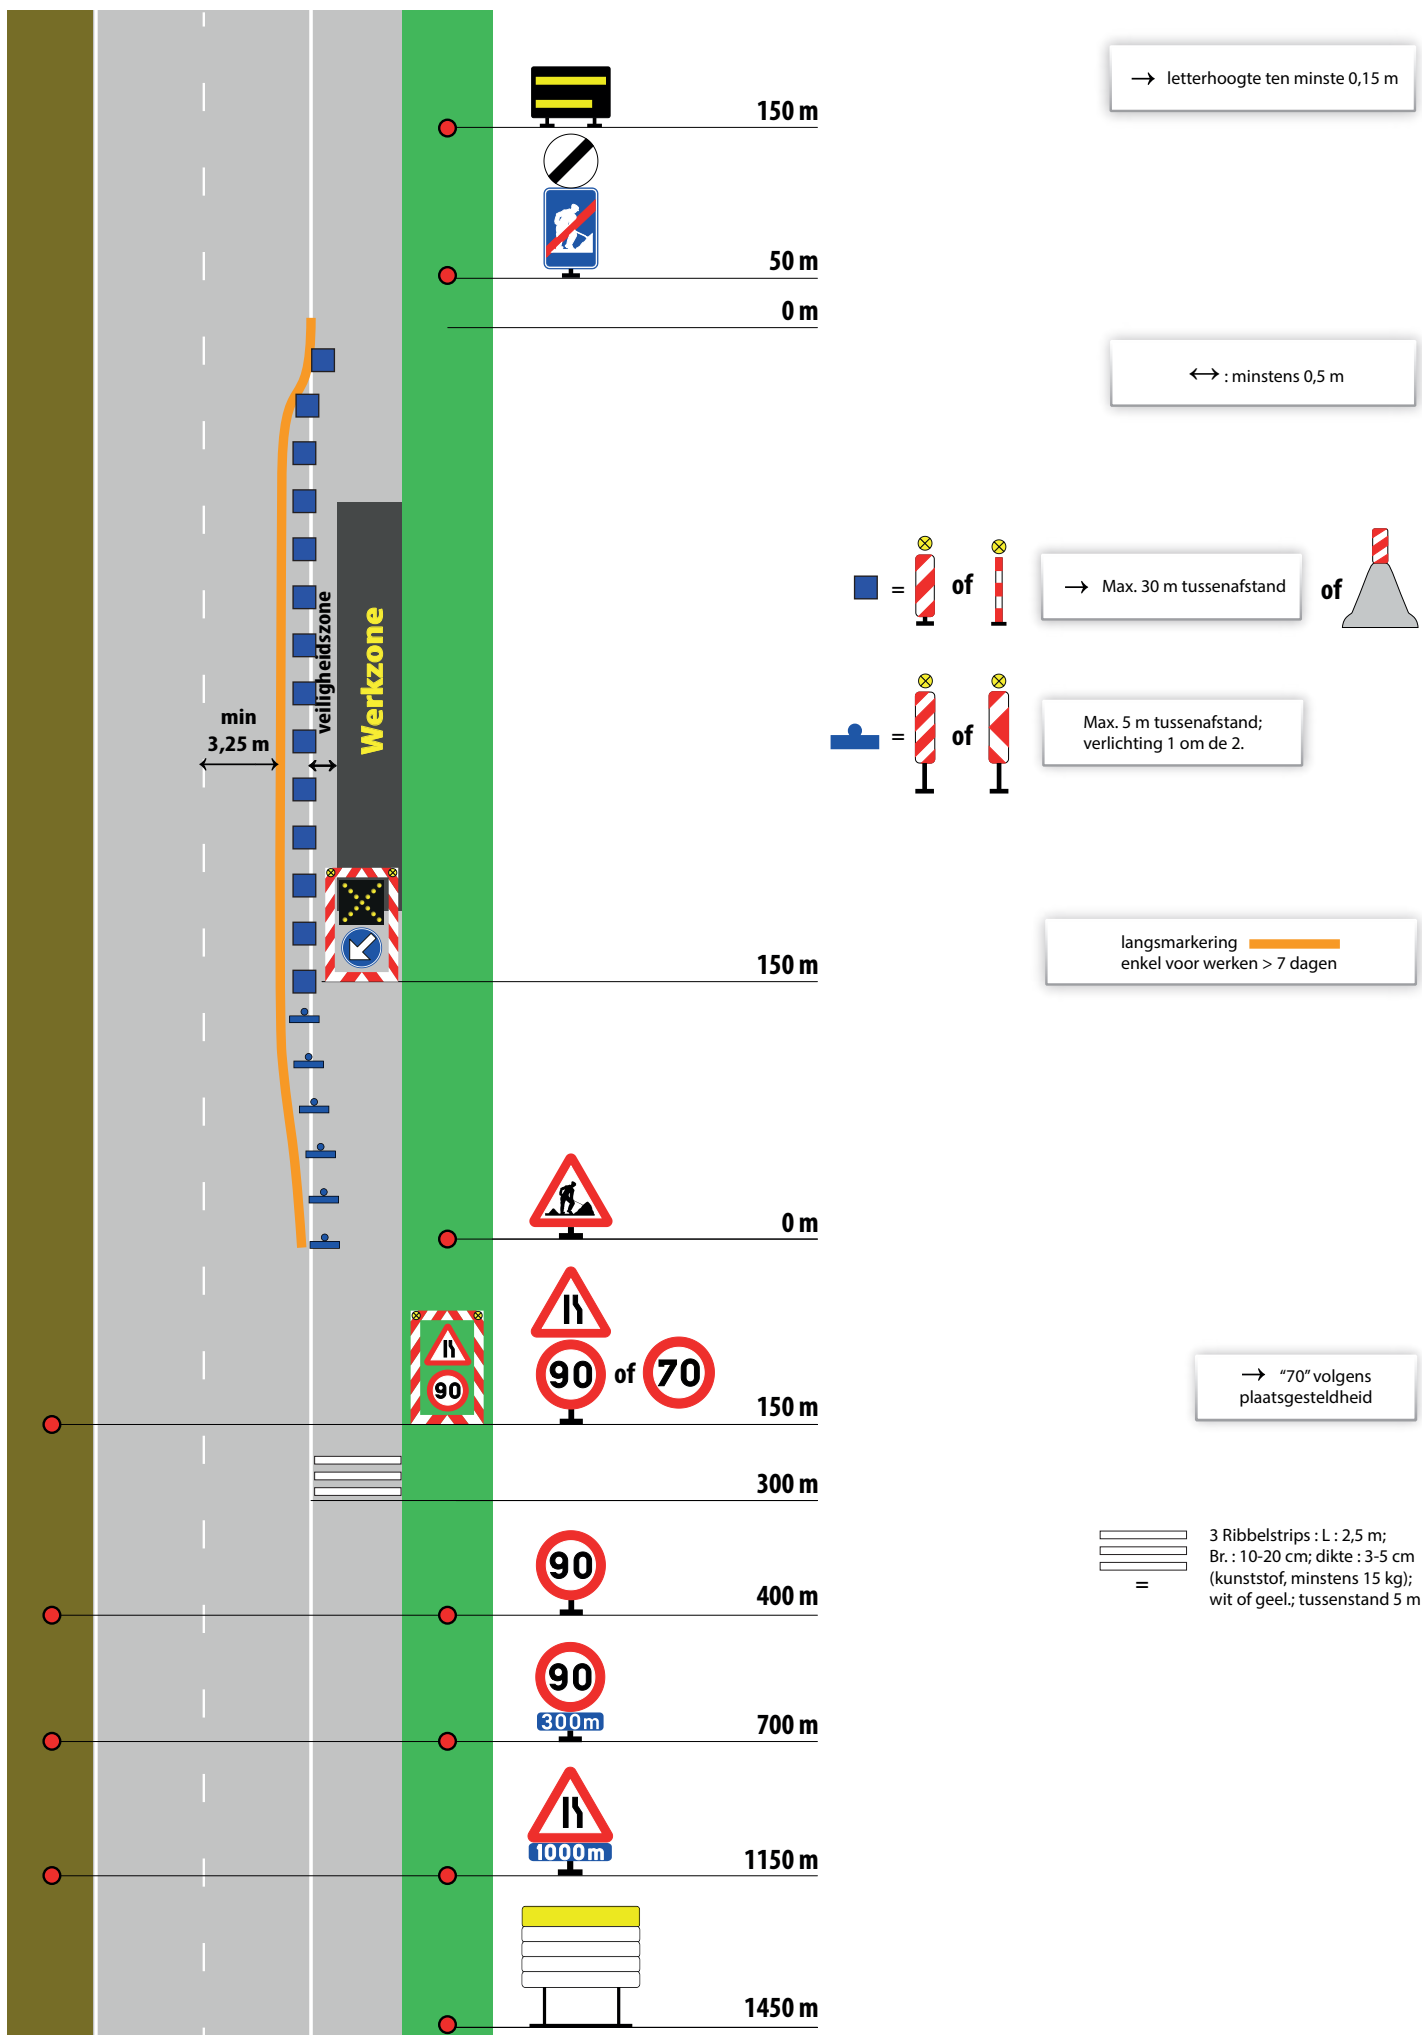 150 m
→ letterhoogte ten minste 0,15 m
50 m
0 m
↔ : minstens 0,5 m
= of → Max. 30 m tussenafstand of
veiligheidszone
Werkzone
min
3,25 m
= of
Max. 5 m tussenafstand;
verlichting 1 om de 2.
langsmarkering
enkel voor werken > 7 dagen
150 m
0 m
90
90 of 70
→ “70” volgens
plaatsgesteldheid
150 m
300 m
3 Ribbelstrips : L : 2,5 m;
Br. : 10-20 cm; dikte : 3-5 cm
(kunststof, minstens 15 kg);
wit of geel.; tussenstand 5 m
=
90
400 m
90
300m
700 m
1000m
1150 m
1450 m